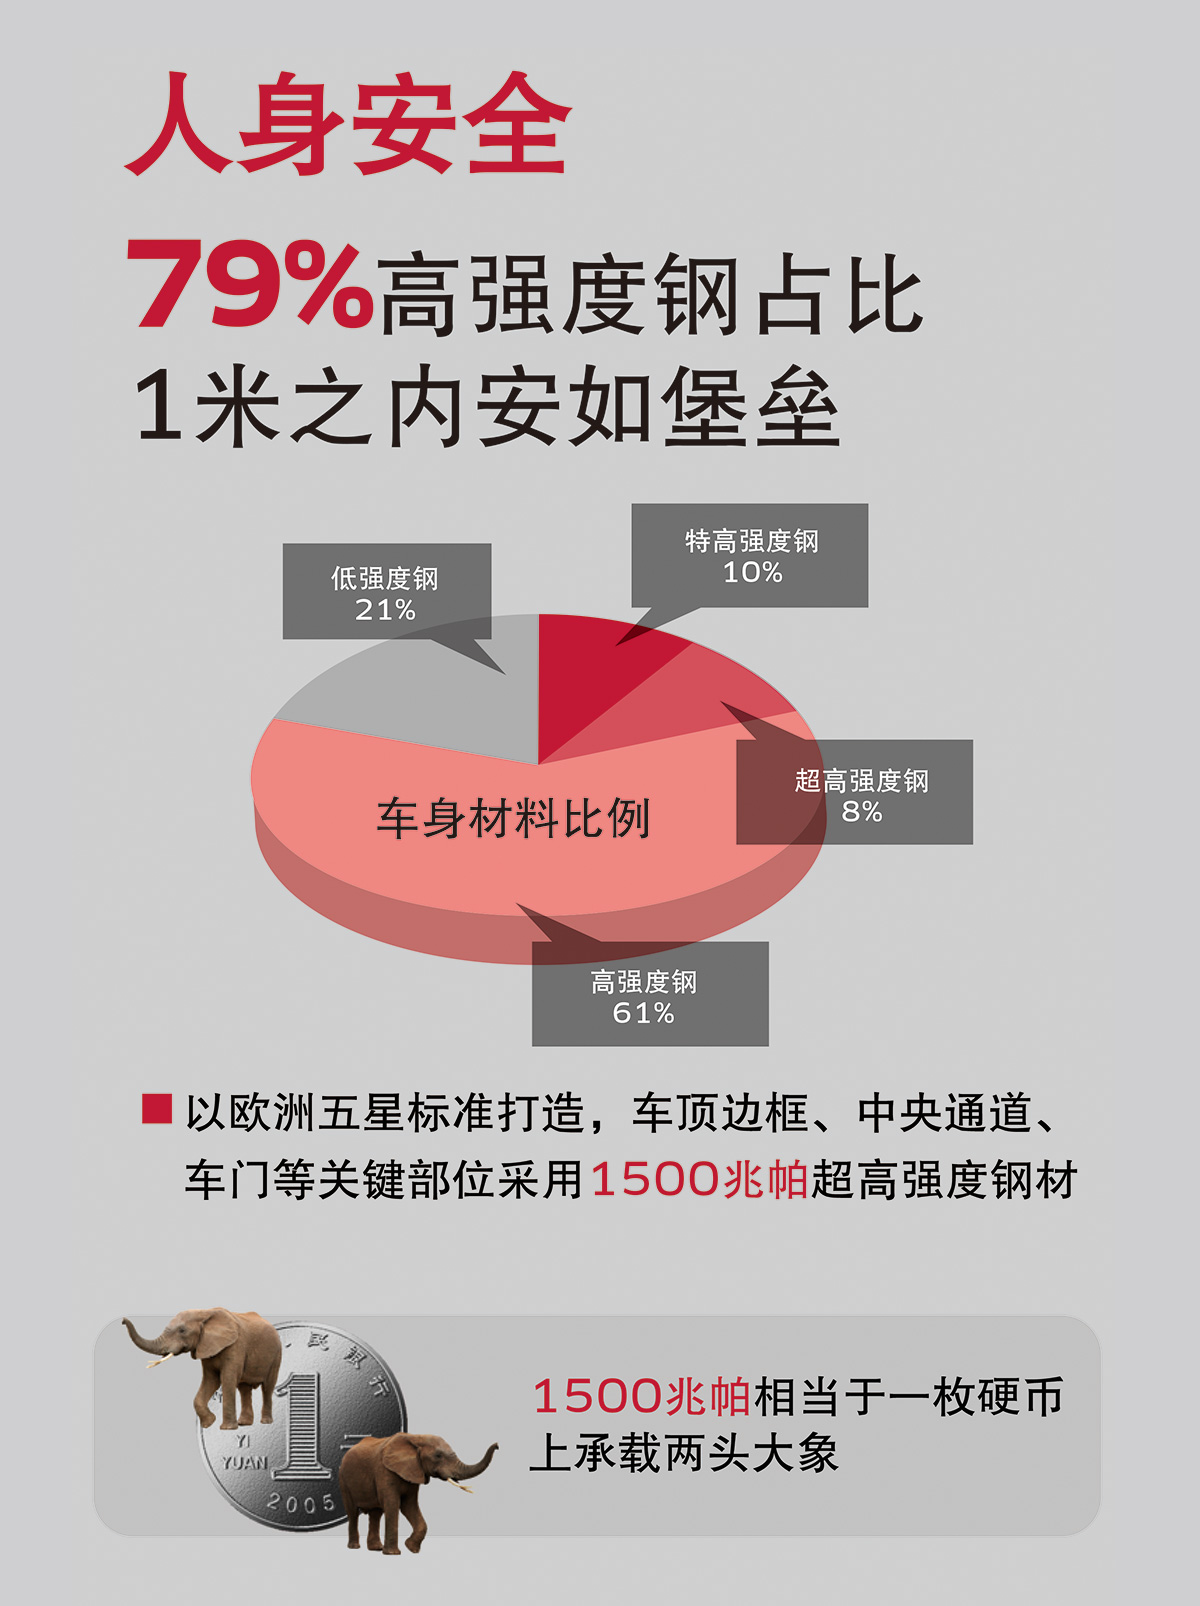 人身安全
79%高强度钢占比
1米之内安如堡垒
特高强度钢
10%
低强度钢
21%
超高强度钢
8%
车身材料比例
高强度钢
61%
以欧洲五星标准打造，车顶边框、中央通道、
车门等关键部位采用1500兆帕超高强度钢材
民银行
1
YI
YUAN
2005
1500兆帕相当于一枚硬币
上承载两头大象